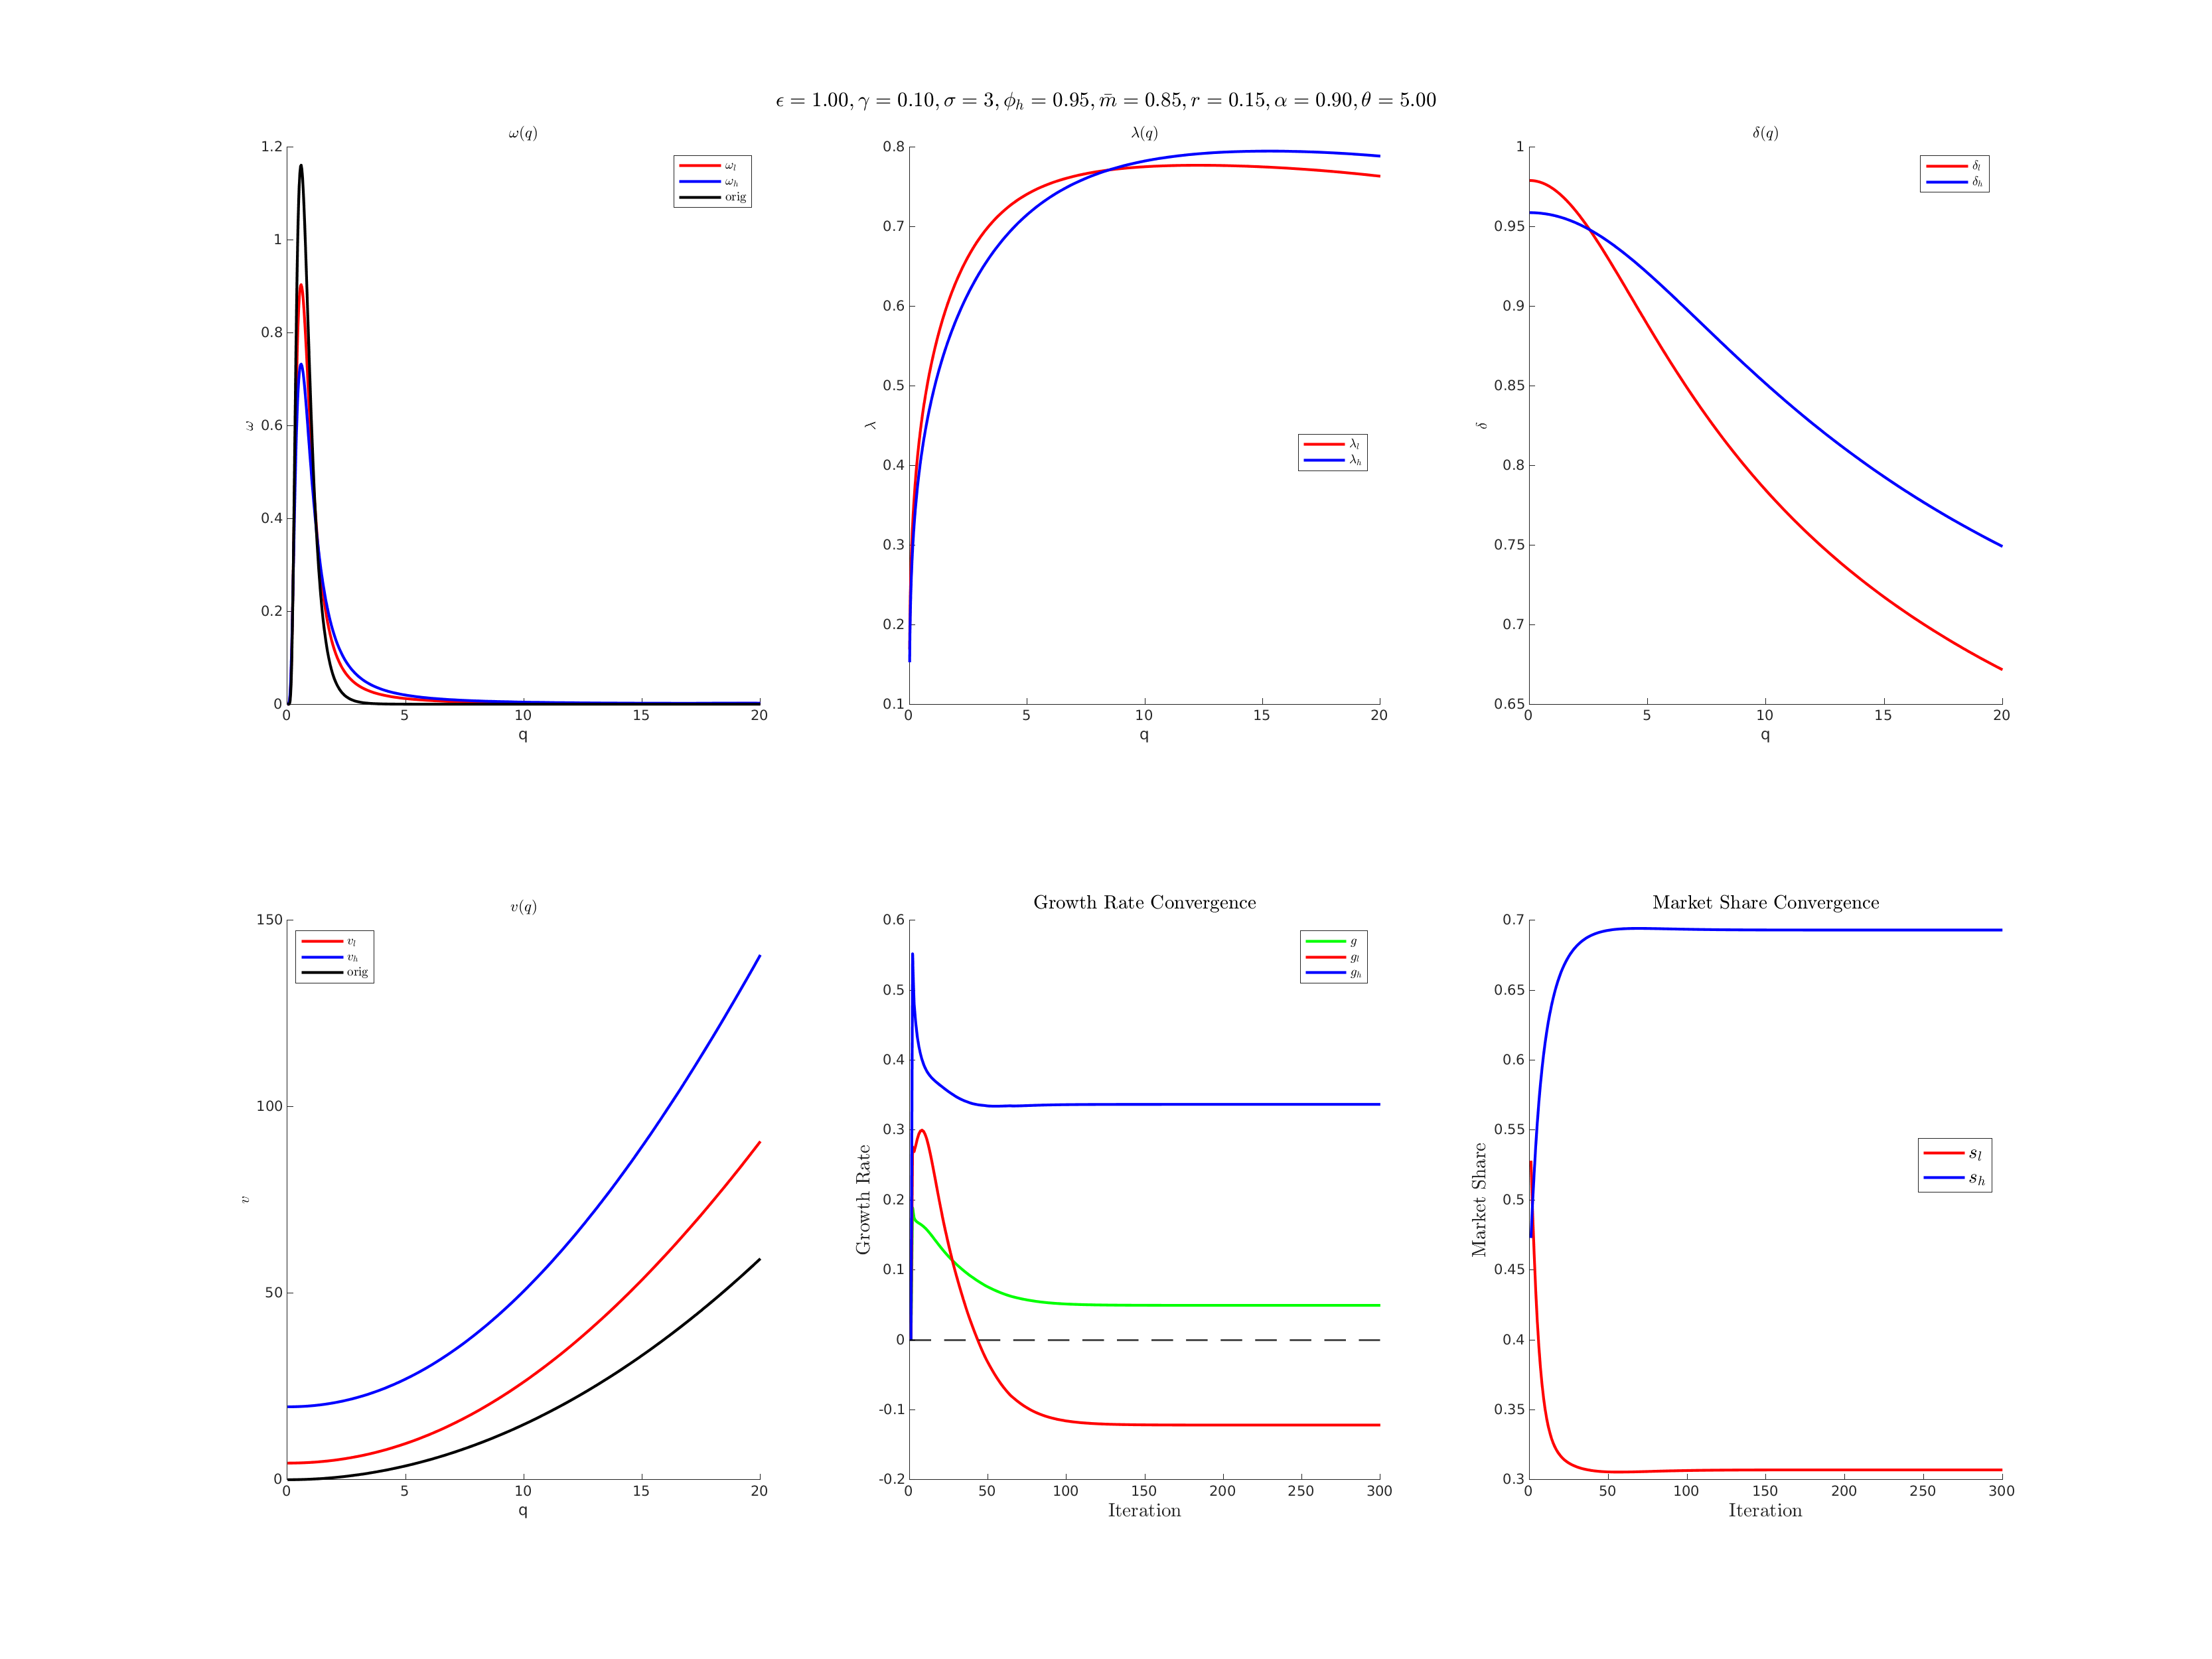 ϵ = 1.00, γ = 0.10, σ = 3, ϕ_h = 0.95, m̄ = 0.85, r = 0.15, α = 0.90, θ = 5.00
ω(q)
1.2
1
0.8
0.6
0.4
0.2
0
ω
0 5 10 15 20
q
ω_l
ω_h
orig
λ(q)
0.8
0.7
0.6
0.5
0.4
0.3
0.2
0.1
λ
0 5 10 15 20
q
λ_l
λ_h
δ(q)
1
0.95
0.9
0.85
0.8
0.75
0.7
0.65
δ
0 5 10 15 20
q
δ_l
δ_h
v(q)
150
100
50
0
v
0 5 10 15 20
q
v_l
v_h
orig
Growth Rate Convergence
0.6
0.5
0.4
0.3
0.2
0.1
0
-0.1
-0.2
Growth Rate
0 50 100 150 200 250 300
Iteration
g
g_l
g_h
Market Share Convergence
0.7
0.65
0.6
0.55
0.5
0.45
0.4
0.35
0.3
Market Share
0 50 100 150 200 250 300
Iteration
s_l
s_h